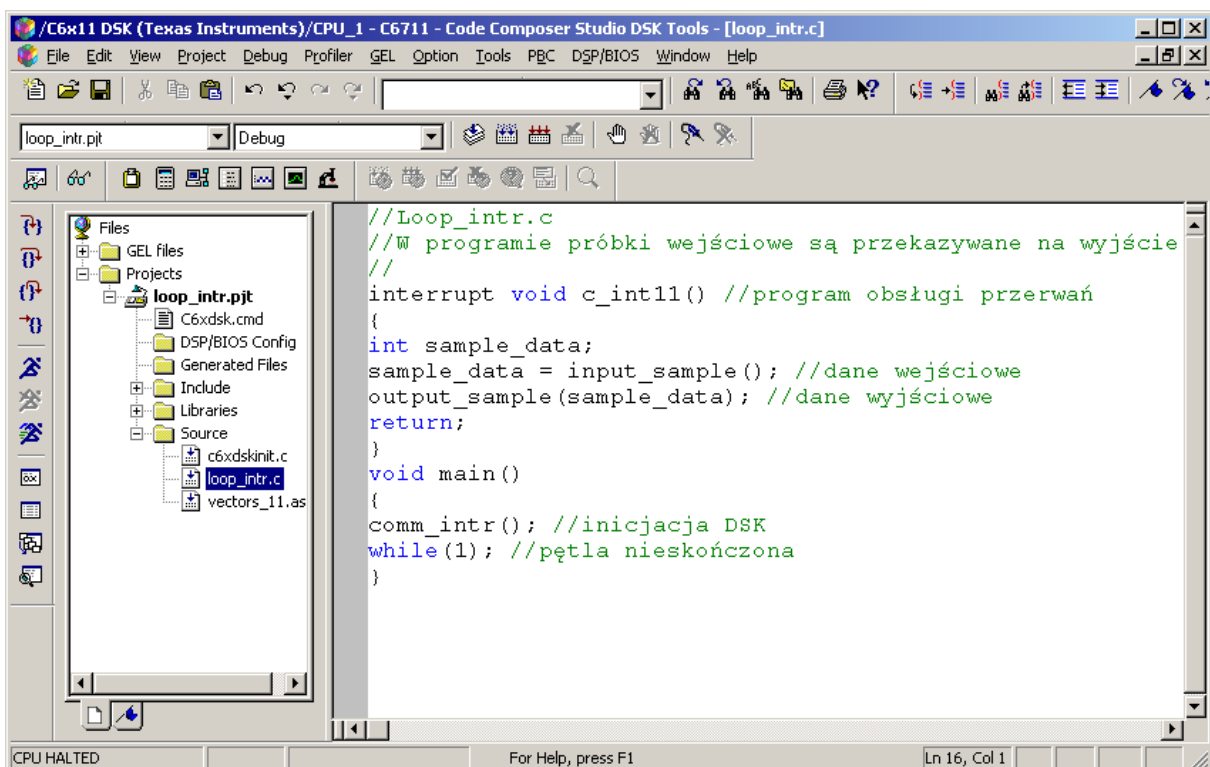 /C6x11 DSK (Texas Instruments)/CPU_1 - C6711 - Code Composer Studio DSK Tools - [loop_intr.c]
File Edit View Project Debug Profiler GEL Option Tools PBC DSP/BIOS Window Help
loop_intr.pjt Debug
Files
GEL files
Projects
loop_intr.pjt
C6xdsk.cmd
DSP/BIOS Config
Generated Files
Include
Libraries
Source
c6xdskinit.c
loop_intr.c
vectors_11.as
//Loop_intr.c
//W programie próbki wejściowe są przekazywane na wyjście
//
interrupt void c_int11() //program obsługi przerwań
{
int sample_data;
sample_data = input_sample(); //dane wejściowe
output_sample(sample_data); //dane wyjściowe
return;
}
void main()
{
comm_intr(); //inicjacja DSK
while(1); //pętla nieskończona
}
CPU HALTED For Help, press F1 Ln 16, Col 1